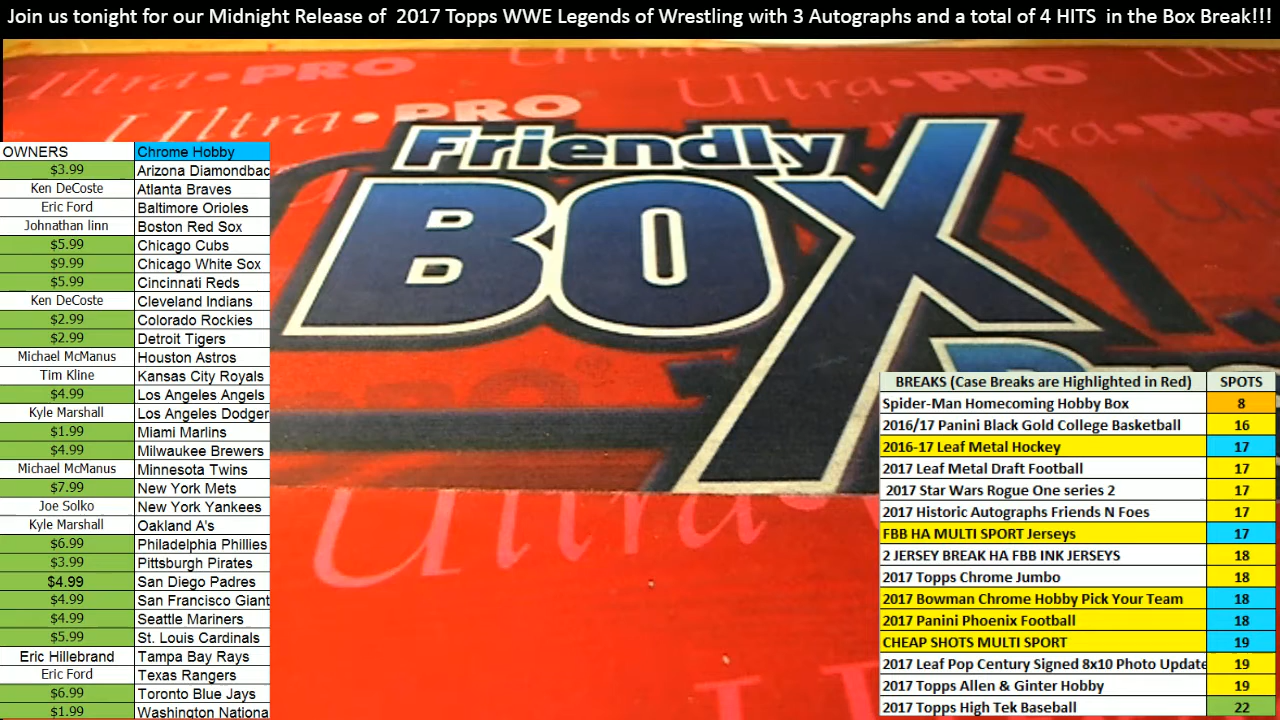 Join us tonight for our Midnight Release of 2017 Topps WWE Legends of Wrestling with 3 Autographs and a total of 4 HITS in the Box Break!!!
Ultra•PRO
Ultra•PRO
Ultra•PRO
Friendly
BOX
Ultra
OWNERS Chrome Hobby
$3.99 Arizona Diamondbac
Ken DeCoste Atlanta Braves
Eric Ford Baltimore Orioles
Johnathan linn Boston Red Sox
$5.99 Chicago Cubs
$9.99 Chicago White Sox
$5.99 Cincinnati Reds
Ken DeCoste Cleveland Indians
$2.99 Colorado Rockies
$2.99 Detroit Tigers
Michael McManus Houston Astros
Tim Kline Kansas City Royals
$4.99 Los Angeles Angels
Kyle Marshall Los Angeles Dodger
$1.99 Miami Marlins
$4.99 Milwaukee Brewers
Michael McManus Minnesota Twins
$7.99 New York Mets
Joe Solko New York Yankees
Kyle Marshall Oakland A's
$6.99 Philadelphia Phillies
$3.99 Pittsburgh Pirates
$4.99 San Diego Padres
$4.99 San Francisco Giant
$4.99 Seattle Mariners
$5.99 St. Louis Cardinals
Eric Hillebrand Tampa Bay Rays
Eric Ford Texas Rangers
$6.99 Toronto Blue Jays
$1.99 Washington Nationa
BREAKS (Case Breaks are Highlighted in Red) SPOTS
Spider-Man Homecoming Hobby Box 8
2016/17 Panini Black Gold College Basketball 16
2016-17 Leaf Metal Hockey 17
2017 Leaf Metal Draft Football 17
2017 Star Wars Rogue One series 2 17
2017 Historic Autographs Friends N Foes 17
FBB HA MULTI SPORT Jerseys 17
2 JERSEY BREAK HA FBB INK JERSEYS 18
2017 Topps Chrome Jumbo 18
2017 Bowman Chrome Hobby Pick Your Team 18
2017 Panini Phoenix Football 18
CHEAP SHOTS MULTI SPORT 19
2017 Leaf Pop Century Signed 8x10 Photo Update 19
2017 Topps Allen & Ginter Hobby 19
2017 Topps High Tek Baseball 22